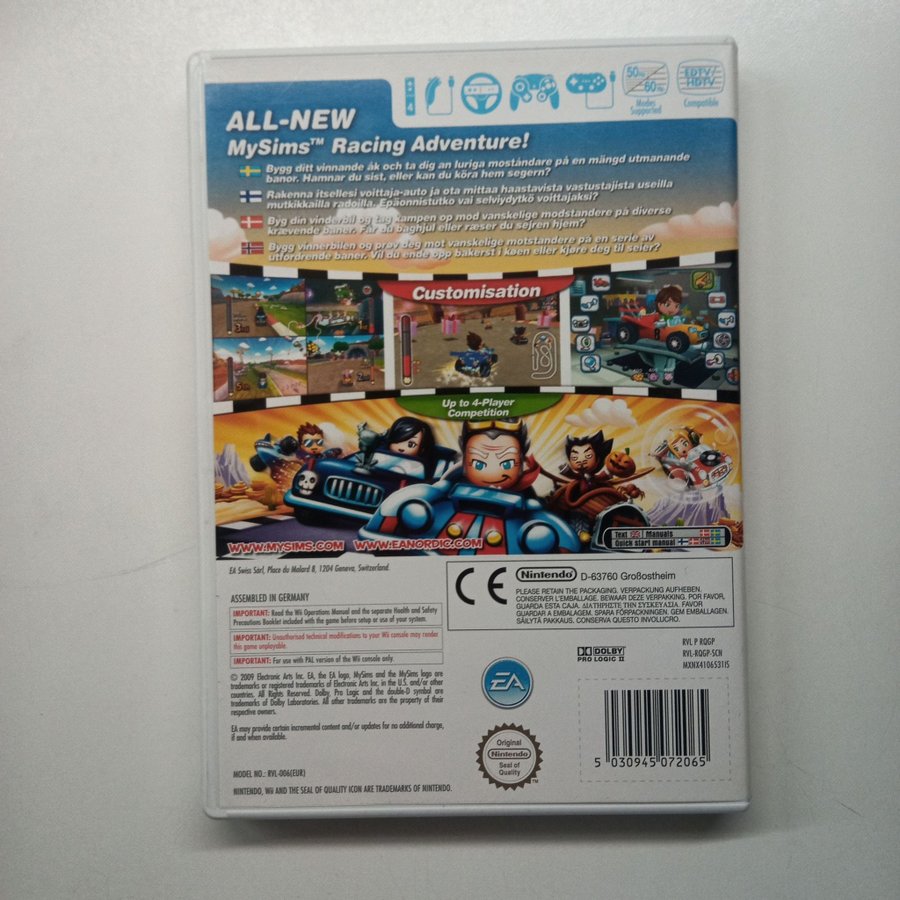 50Hz
60Hz
Modes
Supported
EDTV/
HDTV
Compatible
ALL-NEW
MySims™ Racing Adventure!
Bygg ditt vinnande åk och ta dig an luriga moståndare på en mängd utmanande
banor. Hamnar du sist, eller kan du köra hem segern?
Rakenna itsellesi voittaja-auto ja ota mittaa haastavista vastustajista useilla
mutkikkailla radoilla. Epäonnistutko vai selviydytkö voittajaksi?
Byg din vinderbil og tag kampen op mod vanskelige modstandere på diverse
krævende baner. Får du baghjul eller ræser du sejren hjem?
Bygg vinnerbilen og prøv deg mot vanskelige motstandere på en serie av
utfordrende baner. Vil du ende opp bakerst i køen eller kjøre deg til seier?
Customisation
Up to 4-Player
Competition
WWW.MYSIMS.COM WWW.EANORDIC.COM
Text Manuals
Quick start manual
EA Swiss Sàrl, Place du Molard 8, 1204 Geneva, Switzerland.
ASSEMBLED IN GERMANY
IMPORTANT: Read the Wii Operations Manual and the separate Health and Safety
Precautions Booklet included with the game before setup or use of your system.
IMPORTANT: Unauthorised technical modifications to your Wii console may render
this game unplayable.
IMPORTANT: For use with PAL version of the Wii console only.
© 2009 Electronic Arts Inc. EA, the EA logo, MySims and the MySims logo are
trademarks or registered trademarks of Electronic Arts Inc. in the U.S. and/or other
countries. All Rights Reserved. Dolby, Pro Logic and the double-D symbol are
trademarks of Dolby Laboratories. All other trademarks are the property of their
respective owners.
EA may provide certain incremental content and/or updates for no additional charge,
if and when available.
MODEL NO.: RVL-006(EUR)
NINTENDO, Wii AND THE SEAL OF QUALITY ICON ARE TRADEMARKS OF NINTENDO.
CE
Nintendo D-63760 Großostheim
PLEASE RETAIN THE PACKAGING. VERPACKUNG AUFHEBEN.
CONSERVER L'EMBALLAGE. BEWAAR DEZE VERPAKKING. POR FAVOR,
GUARDA ESTA CAJA. ΔΙΑΤΗΡΗΣΤΕ ΤΗΝ ΣΥΣΚΕΥΑΣΙΑ. FAVOR
GUARDAR A EMBALAGEM. SPARA FÖRPACKNINGEN. GEM EMBALLAGEN.
SÄILYTÄ PAKKAUS. CONSERVA QUESTO INVOLUCRO.
DOLBY
PRO LOGIC II
RVL P RQGP
RVL-RQGP-SCN
MXNX41065311S
EA
Original
Nintendo
Seal of
Quality
TM
5 030945 072065